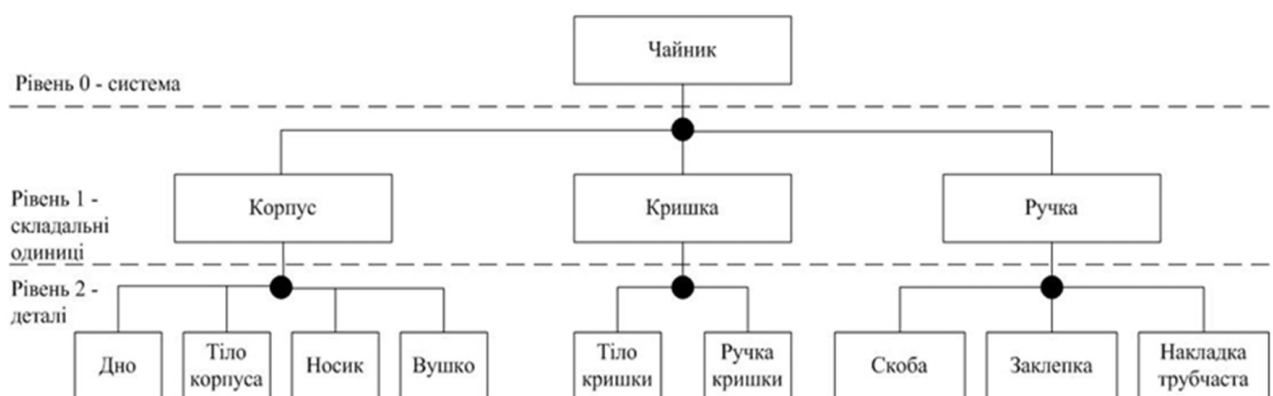 Чайник
Рівень 0 - система
Рівень 1 -
складальні
одиниці
Корпус
Кришка
Ручка
Рівень 2 -
деталі
Дно
Тіло
корпуса
Носик
Вушко
Тіло
кришки
Ручка
кришки
Скоба
Заклепка
Накладка
трубчаста